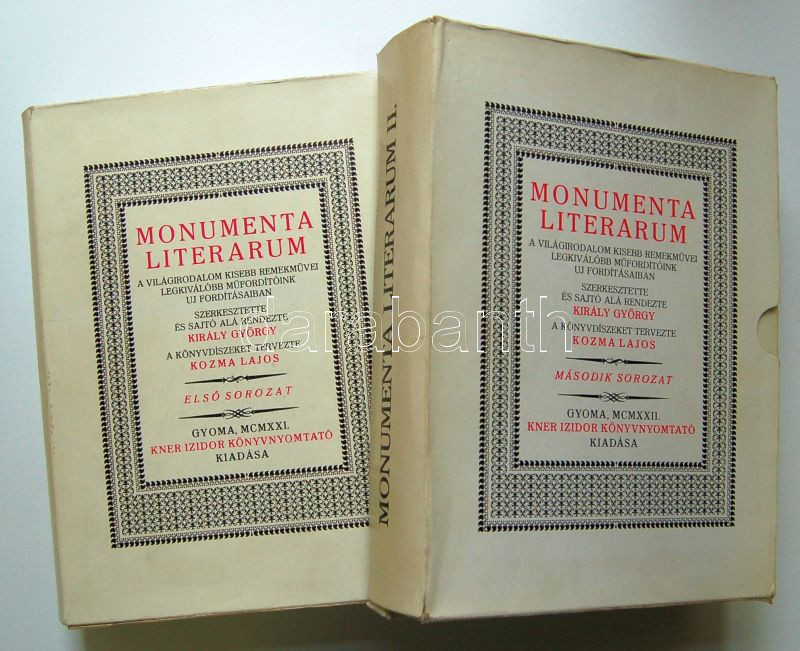 MONUMENTA
LITERARUM
A VILÁGIRODALOM KISEBB REMEKMŰVEI
LEGKIVÁLÓBB MŰFORDÍTÓINK
UJ FORDÍTÁSAIBAN
SZERKESZTETTE
ÉS SAJTÓ ALÁ RENDEZTE
KIRÁLY GYÖRGY
A KÖNYVDÍSZEKET TERVEZTE
KOZMA LAJOS
ELSŐ SOROZAT
GYOMA, MCMXXI.
KNER IZIDOR KÖNYVNYOMTATÓ
KIADÁSA
MONUMENTA LITERARUM II.
MONUMENTA
LITERARUM
A VILÁGIRODALOM KISEBB REMEKMŰVEI
LEGKIVÁLÓBB MŰFORDÍTÓINK
UJ FORDÍTÁSAIBAN
SZERKESZTETTE
ÉS SAJTÓ ALÁ RENDEZTE
KIRÁLY GYÖRGY
A KÖNYVDÍSZEKET TERVEZTE
KOZMA LAJOS
MÁSODIK SOROZAT
GYOMA, MCMXXII.
KNER IZIDOR KÖNYVNYOMTATÓ
KIADÁSA
darabanth